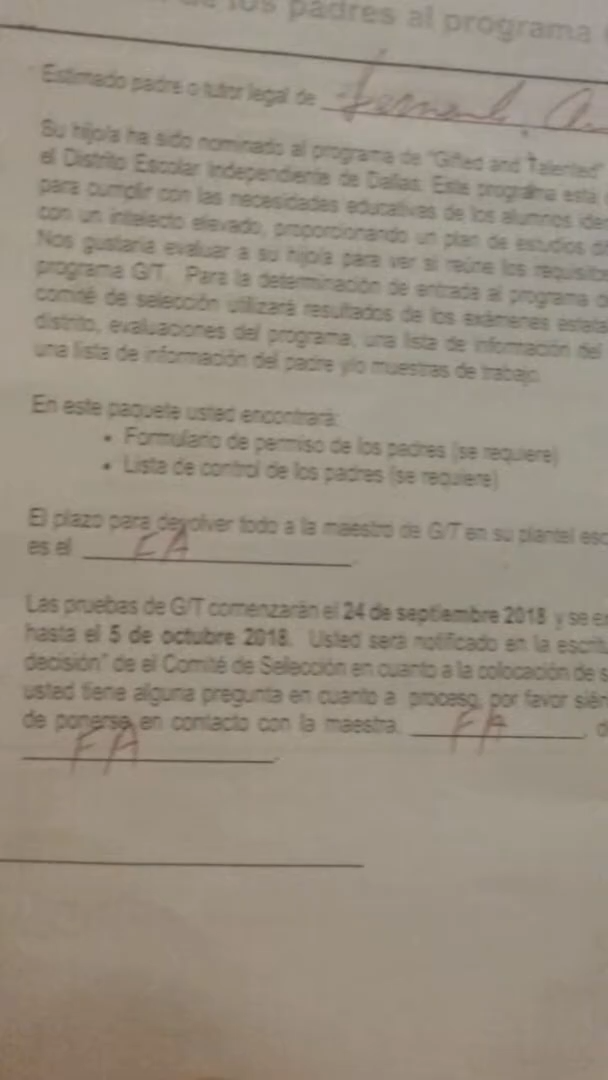 de los padres al programa
Estimado padre o tutor legal de Fernand
Su hijo/a ha sido nominado al programa de "Gifted and Talented"
el Distrito Escolar Independiente de Dallas. Este programa está
para cumplir con las necesidades educativas de los alumnos ide
con un intelecto elevado, proporcionando un plan de estudios di
Nos gustaría evaluar a su hijo/a para ver si reúne los requisito
programa G/T. Para la determinación de entrada al programa
comité de selección utilizará resultados de los exámenes estata
distrito, evaluaciones del programa, una lista de información del
una lista de información del padre y/o muestras de trabajo.
En este paquete usted encontrará:
• Formulario de permiso de los padres (se requiere)
• Lista de control de los padres (se requiere)
El plazo para devolver todo a la maestro de G/T en su plantel esc
es el FA.
Las pruebas de G/T comenzarán el 24 de septiembre 2018 y se e
hasta el 5 de octubre 2018. Usted será notificado en la escrit
decisión" de el Comité de Selección en cuanto a la colocación de s
usted tiene alguna pregunta en cuanto a proceso, por favor sién
de ponerse en contacto con la maestra, FA,
FA.